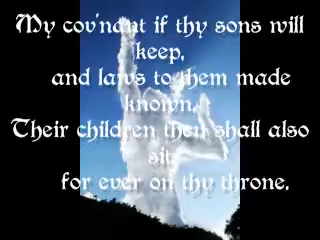 My cov'nant if thy sons will
keep,
and laws to them made
known,
Their children then shall also
sit
for ever on thy throne.